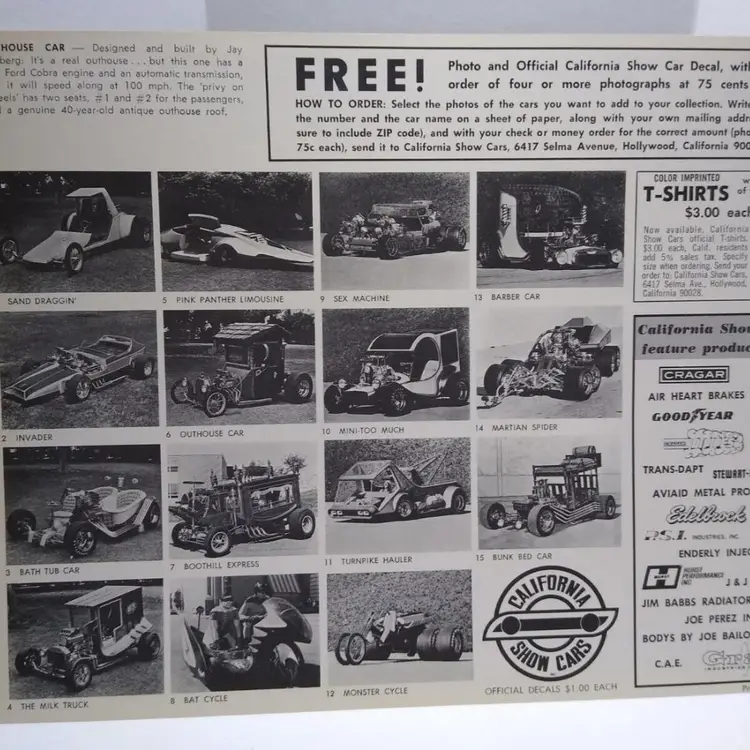 HOUSE CAR — Designed and built by Jay
berg: It's a real outhouse ... but this one has a
Ford Cobra engine and an automatic transmission,
it will speed along at 100 mph. The 'privy on
eels' has two seats, #1 and #2 for the passengers,
a genuine 40-year-old antique outhouse roof.
FREE! Photo and Official California Show Car Decal, with
order of four or more photographs at 75 cents
HOW TO ORDER: Select the photos of the cars you want to add to your collection. Writ
the number and the car name on a sheet of paper, along with your own mailing addre
sure to include ZIP code), and with your check or money order for the correct amount (pho
75c each), send it to California Show Cars, 6417 Selma Avenue, Hollywood, California 900
COLOR IMPRINTED
T-SHIRTS of
$3.00 each
Now available, California
Show Cars official T-shirts,
$3.00 each, Calif. residents
add 5% sales tax. Specify
size when ordering. Send your
order to: California Show Cars,
6417 Selma Ave., Hollywood,
California 90028.
SAND DRAGGIN'
5 PINK PANTHER LIMOUSINE
9 SEX MACHINE
13 BARBER CAR
2 INVADER
6 OUTHOUSE CAR
10 MINI-TOO MUCH
14 MARTIAN SPIDER
3 BATH TUB CAR
7 BOOTHILL EXPRESS
11 TURNPIKE HAULER
15 BUNK BED CAR
4 THE MILK TRUCK
8 BAT CYCLE
12 MONSTER CYCLE
CALIFORNIA
SHOW CARS
OFFICIAL DECALS $1.00 EACH
California Show
feature produc
CRAGAR
AIR HEART BRAKES
GOODYEAR
TRANS-DAPT STEWART-
AVIAID METAL PRO
Edelbrock
P.S.I. INDUSTRIES, INC.
ENDERLY INJEC
H HURST PERFORMANCE INC
J & J
JIM BABBS RADIATOR
JOE PEREZ IN
BODYS BY JOE BAILO
C.A.E.